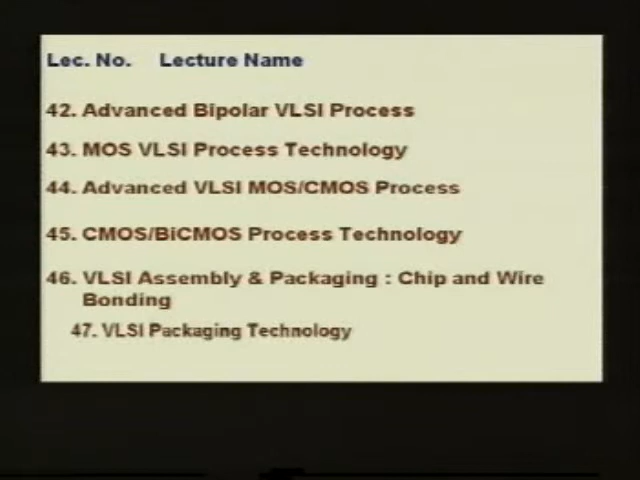 Lec. No. Lecture Name
42. Advanced Bipolar VLSI Process
43. MOS VLSI Process Technology
44. Advanced VLSI MOS/CMOS Process
45. CMOS/BiCMOS Process Technology
46. VLSI Assembly & Packaging : Chip and Wire
Bonding
47. VLSI Packaging Technology